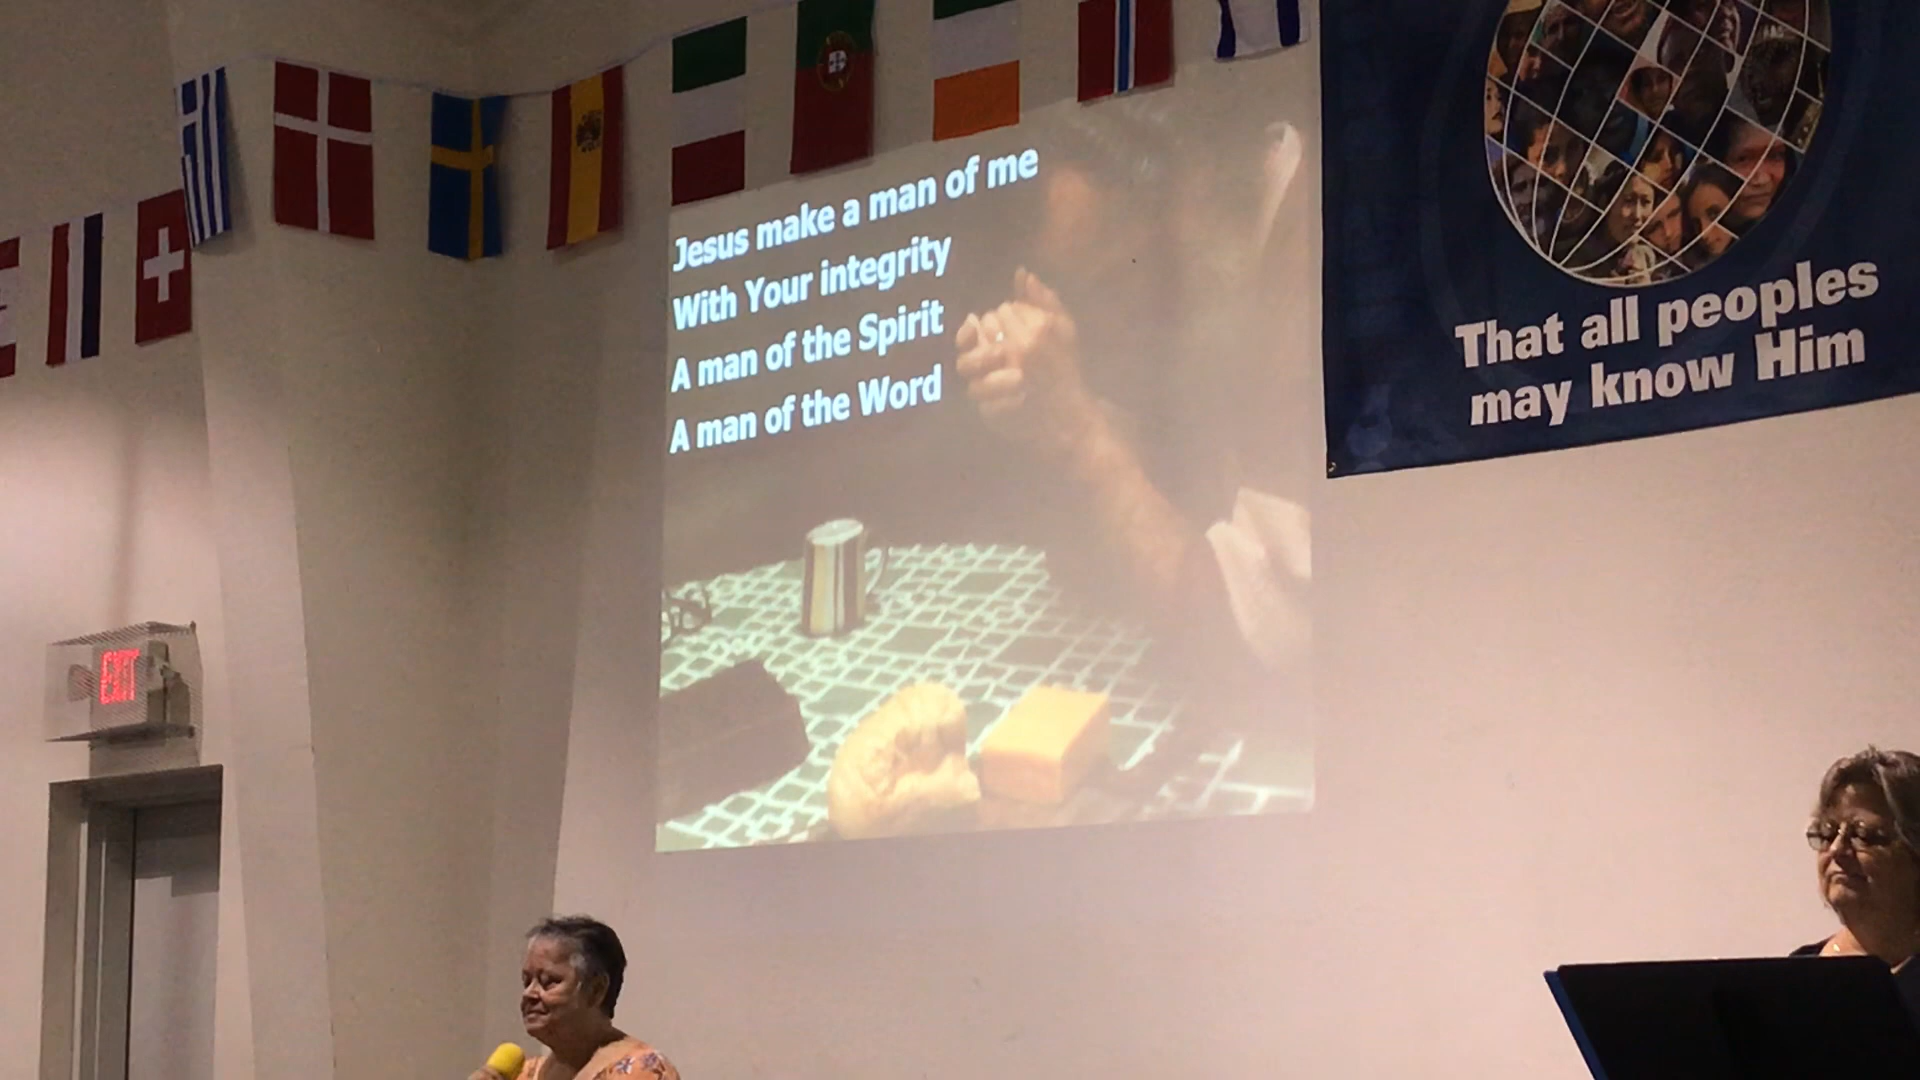 Jesus make a man of me
With Your integrity
A man of the Spirit
A man of the Word
That all peoples
may know Him
EXIT